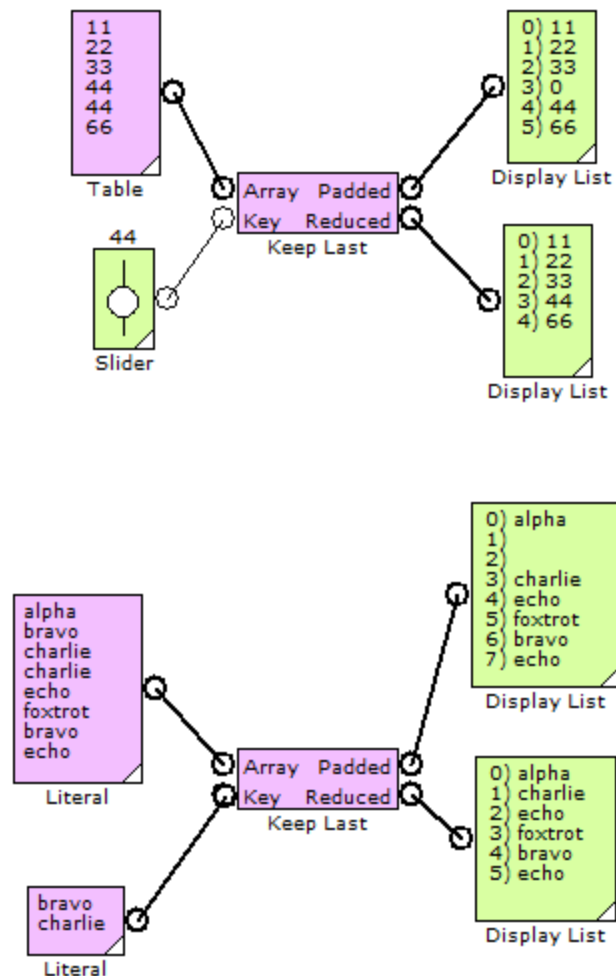 11
22
33
44
44
66
Table
44
Slider
Array Padded
Key Reduced
Keep Last
0) 11
1) 22
2) 33
3) 0
4) 44
5) 66
Display List
0) 11
1) 22
2) 33
3) 44
4) 66
Display List
alpha
bravo
charlie
charlie
echo
foxtrot
bravo
echo
Literal
bravo
charlie
Literal
Array Padded
Key Reduced
Keep Last
0) alpha
1)
2)
3) charlie
4) echo
5) foxtrot
6) bravo
7) echo
Display List
0) alpha
1) charlie
2) echo
3) foxtrot
4) bravo
5) echo
Display List